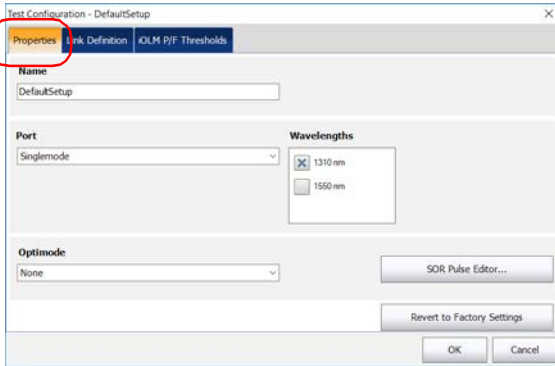 Test Configuration - DefaultSetup
Properties Link Definition iOLM P/F Thresholds
Name
DefaultSetup
Port
Wavelengths
Singlemode
1310 nm
1550 nm
Optimode
None
SOR Pulse Editor...
Revert to Factory Settings
OK Cancel